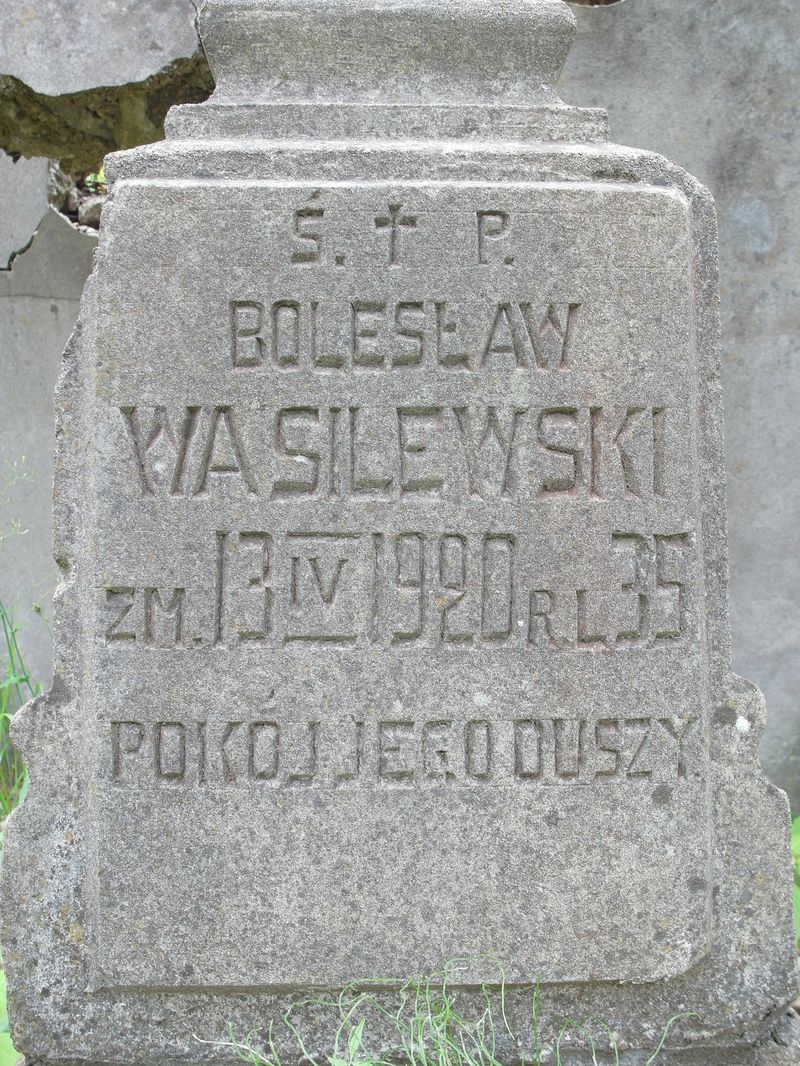 Ś. † P.
BOLESŁAW
WASILEWSKI
ZM. 13 IV 1920 R L 35
POKÓJ JEGO DUSZY